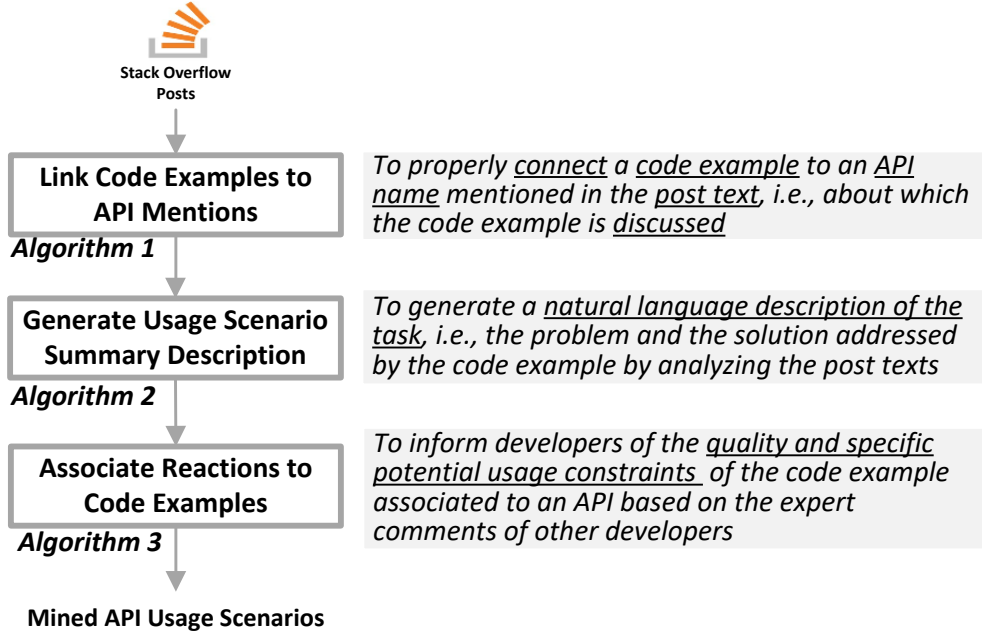 Stack Overflow
Posts
Link Code Examples to
API Mentions
To properly connect a code example to an API
name mentioned in the post text, i.e., about which
the code example is discussed
Algorithm 1
Generate Usage Scenario
Summary Description
To generate a natural language description of the
task, i.e., the problem and the solution addressed
by the code example by analyzing the post texts
Algorithm 2
Associate Reactions to
Code Examples
To inform developers of the quality and specific
potential usage constraints of the code example
associated to an API based on the expert
comments of other developers
Algorithm 3
Mined API Usage Scenarios